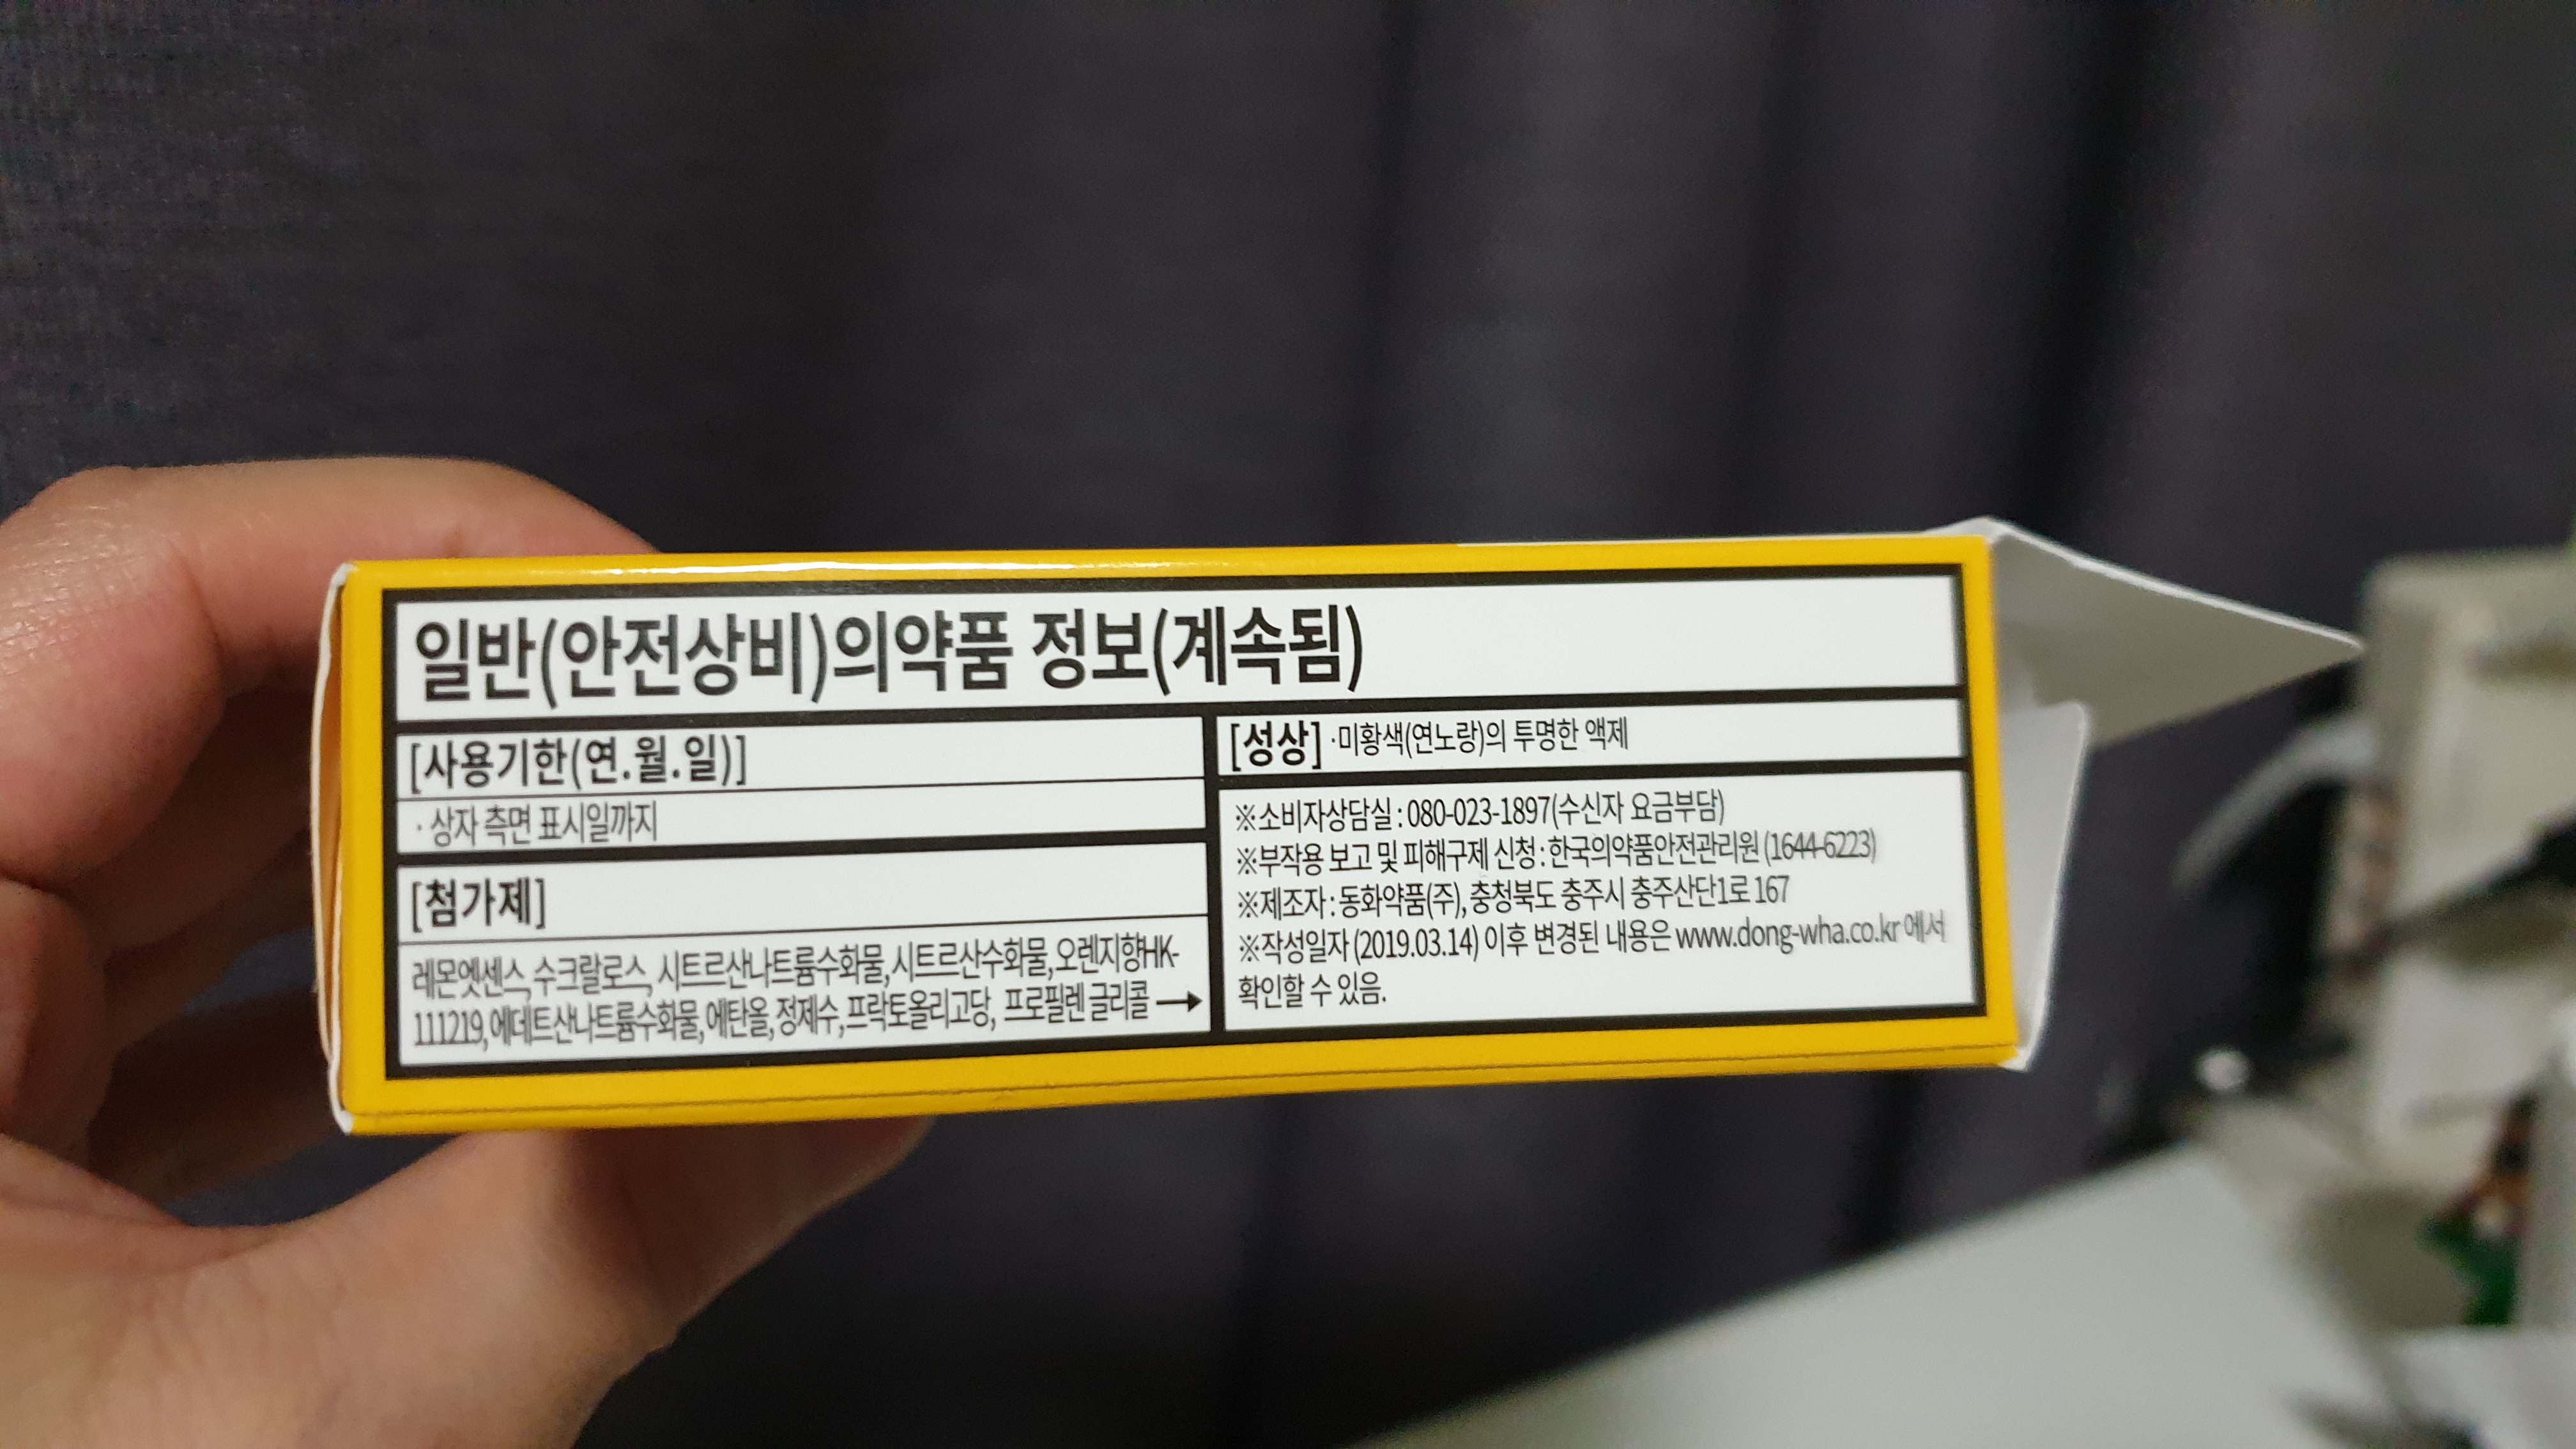 일반(안전상비)의약품 정보(계속됨)
[사용기한(연.월.일)]
· 상자 측면 표시일까지
[첨가제]
레몬엣센스, 수크랄로스, 시트르산나트륨수화물, 시트르산수화물, 오렌지향HK-
111219, 에데트산나트륨수화물, 에탄올, 정제수, 프락토올리고당, 프로필렌 글리콜 →
[성상] ·미황색(연노랑)의 투명한 액제
※소비자상담실 : 080-023-1897(수신자 요금부담)
※부작용 보고 및 피해구제 신청 : 한국의약품안전관리원 (1644-6223)
※제조자 : 동화약품(주), 충청북도 충주시 충주산단1로 167
※작성일자 (2019.03.14) 이후 변경된 내용은 www.dong-wha.co.kr 에서
확인할 수 있음.